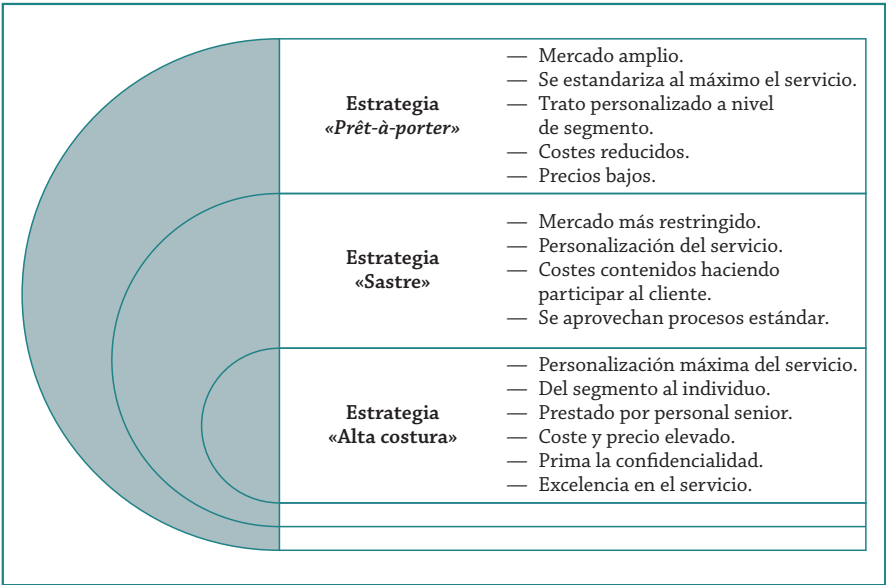 Estrategia
«Prêt-à-porter»
— Mercado amplio.
— Se estandariza al máximo el servicio.
— Trato personalizado a nivel
de segmento.
— Costes reducidos.
— Precios bajos.
Estrategia
«Sastre»
— Mercado más restringido.
— Personalización del servicio.
— Costes contenidos haciendo
participar al cliente.
— Se aprovechan procesos estándar.
Estrategia
«Alta costura»
— Personalización máxima del servicio.
— Del segmento al individuo.
— Prestado por personal senior.
— Coste y precio elevado.
— Prima la confidencialidad.
— Excelencia en el servicio.